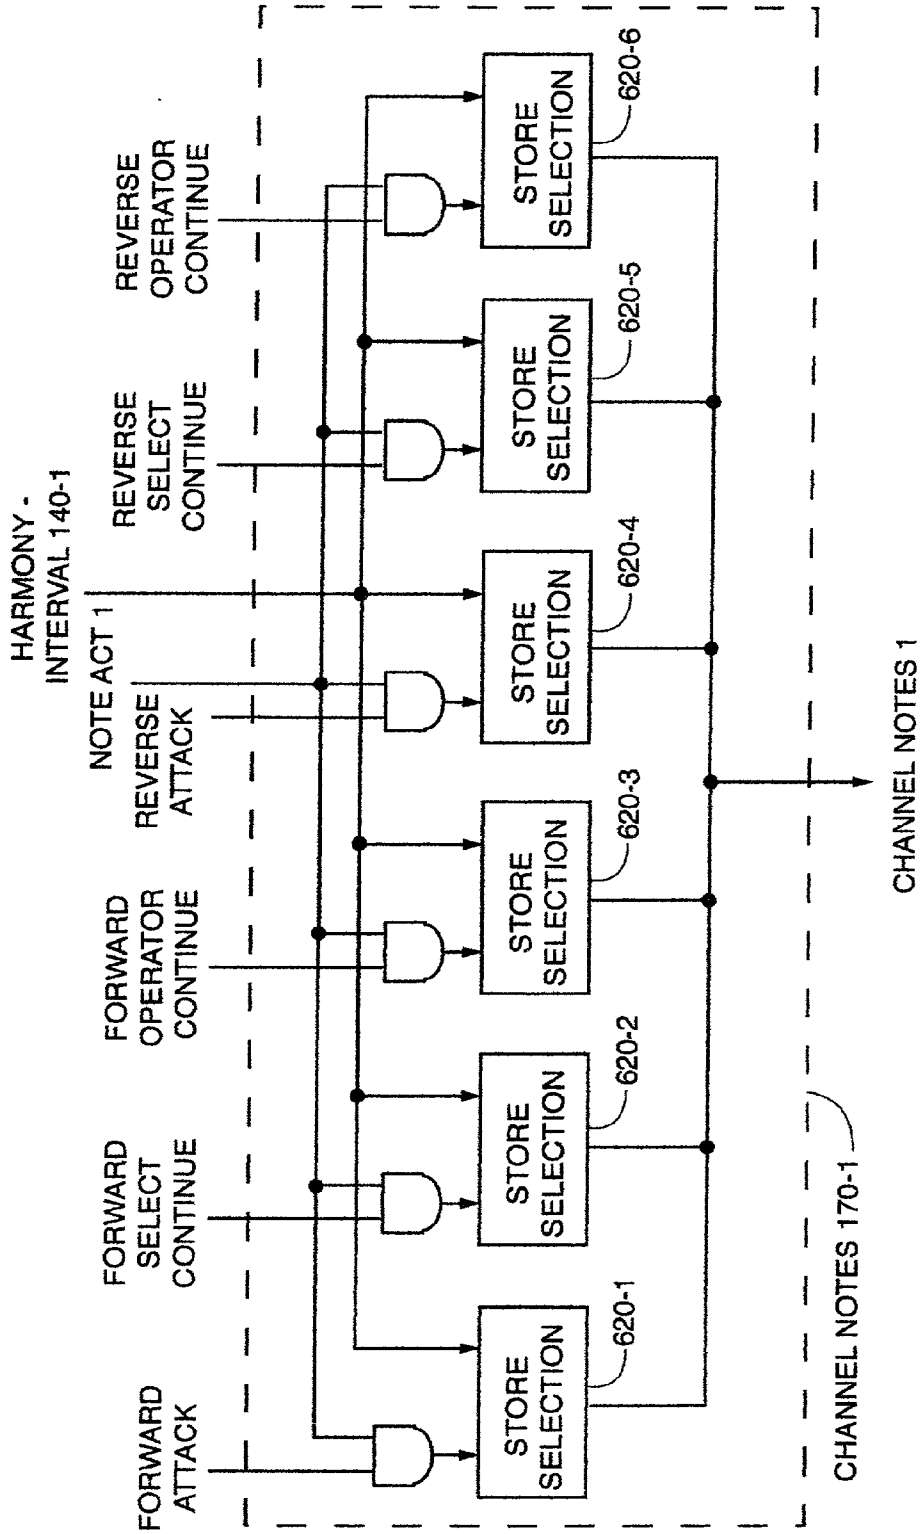 HARMONY -
INTERVAL 140-1
NOTE ACT 1
FORWARD
ATTACK
FORWARD
SELECT
CONTINUE
FORWARD
OPERATOR
CONTINUE
REVERSE
ATTACK
REVERSE
SELECT
CONTINUE
REVERSE
OPERATOR
CONTINUE
STORE
SELECTION
620-1
STORE
SELECTION
620-2
STORE
SELECTION
620-3
STORE
SELECTION
620-4
STORE
SELECTION
620-5
STORE
SELECTION
620-6
CHANNEL NOTES 170-1
CHANNEL NOTES 1